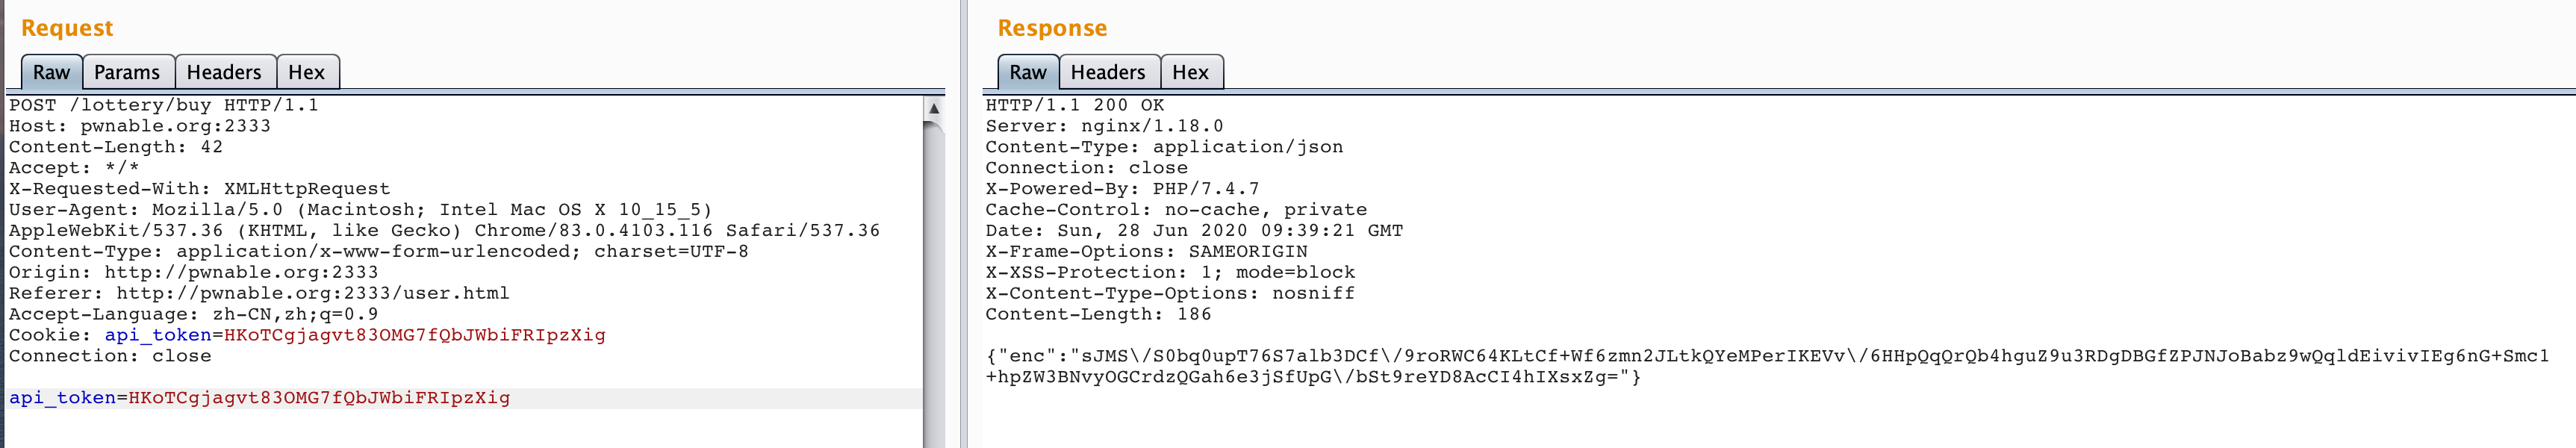 Request
Raw Params Headers Hex
POST /lottery/buy HTTP/1.1
Host: pwnable.org:2333
Content-Length: 42
Accept: */*
X-Requested-With: XMLHttpRequest
User-Agent: Mozilla/5.0 (Macintosh; Intel Mac OS X 10_15_5)
AppleWebKit/537.36 (KHTML, like Gecko) Chrome/83.0.4103.116 Safari/537.36
Content-Type: application/x-www-form-urlencoded; charset=UTF-8
Origin: http://pwnable.org:2333
Referer: http://pwnable.org:2333/user.html
Accept-Language: zh-CN,zh;q=0.9
Cookie: api_token=HKoTCgjagvt83OMG7fQbJWbiFRIpzXig
Connection: close
api_token=HKoTCgjagvt83OMG7fQbJWbiFRIpzXig
Response
Raw Headers Hex
HTTP/1.1 200 OK
Server: nginx/1.18.0
Content-Type: application/json
Connection: close
X-Powered-By: PHP/7.4.7
Cache-Control: no-cache, private
Date: Sun, 28 Jun 2020 09:39:21 GMT
X-Frame-Options: SAMEORIGIN
X-XSS-Protection: 1; mode=block
X-Content-Type-Options: nosniff
Content-Length: 186
{"enc":"sJMS\/S0bq0upT76S7alb3DCf\/9roRWC64KLtCf+Wf6zmn2JLtkQYeMPerIKEVv\/6HHpQqQrQb4hguZ9u3RDgDBGfZPJNJoBabz9wQqldEivivIEg6nG+Smc1
+hpZW3BNvyOGCrdzQGah6e3jSfUpG\/bSt9reYD8AcCI4hIXsxZg="}